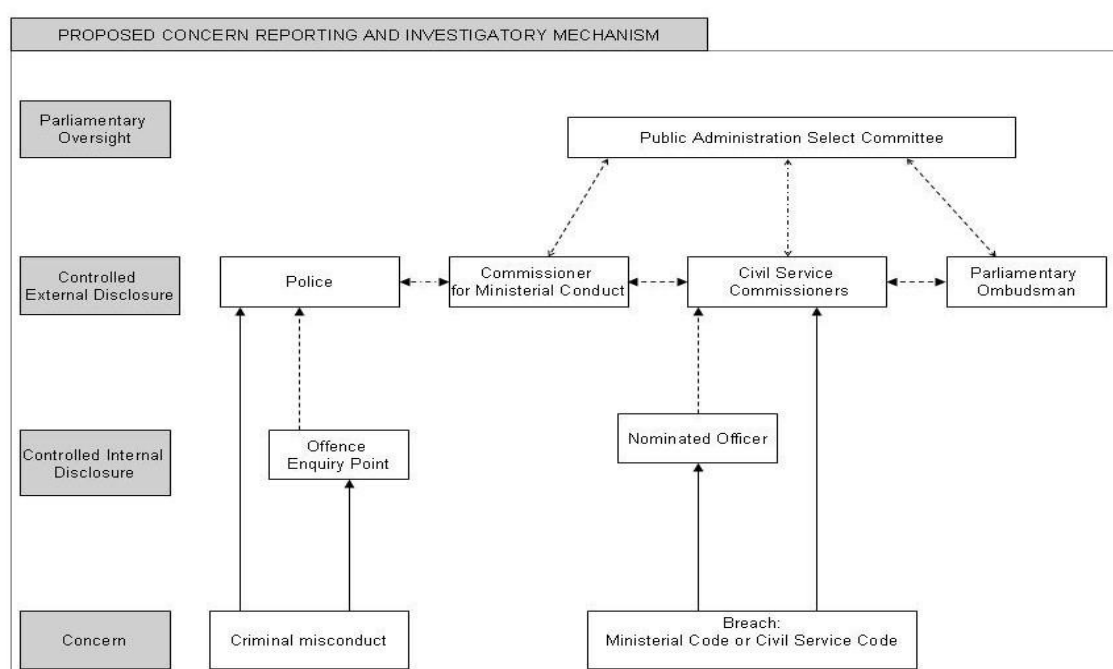 PROPOSED CONCERN REPORTING AND INVESTIGATORY MECHANISM
Parliamentary
Oversight
Public Administration Select Committee
Controlled
External Disclosure
Police
Commissioner
for Ministerial Conduct
Civil Service
Commissioners
Parliamentary
Ombudsman
Controlled Internal
Disclosure
Offence
Enquiry Point
Nominated Officer
Concern
Criminal misconduct
Breach:
Ministerial Code or Civil Service Code